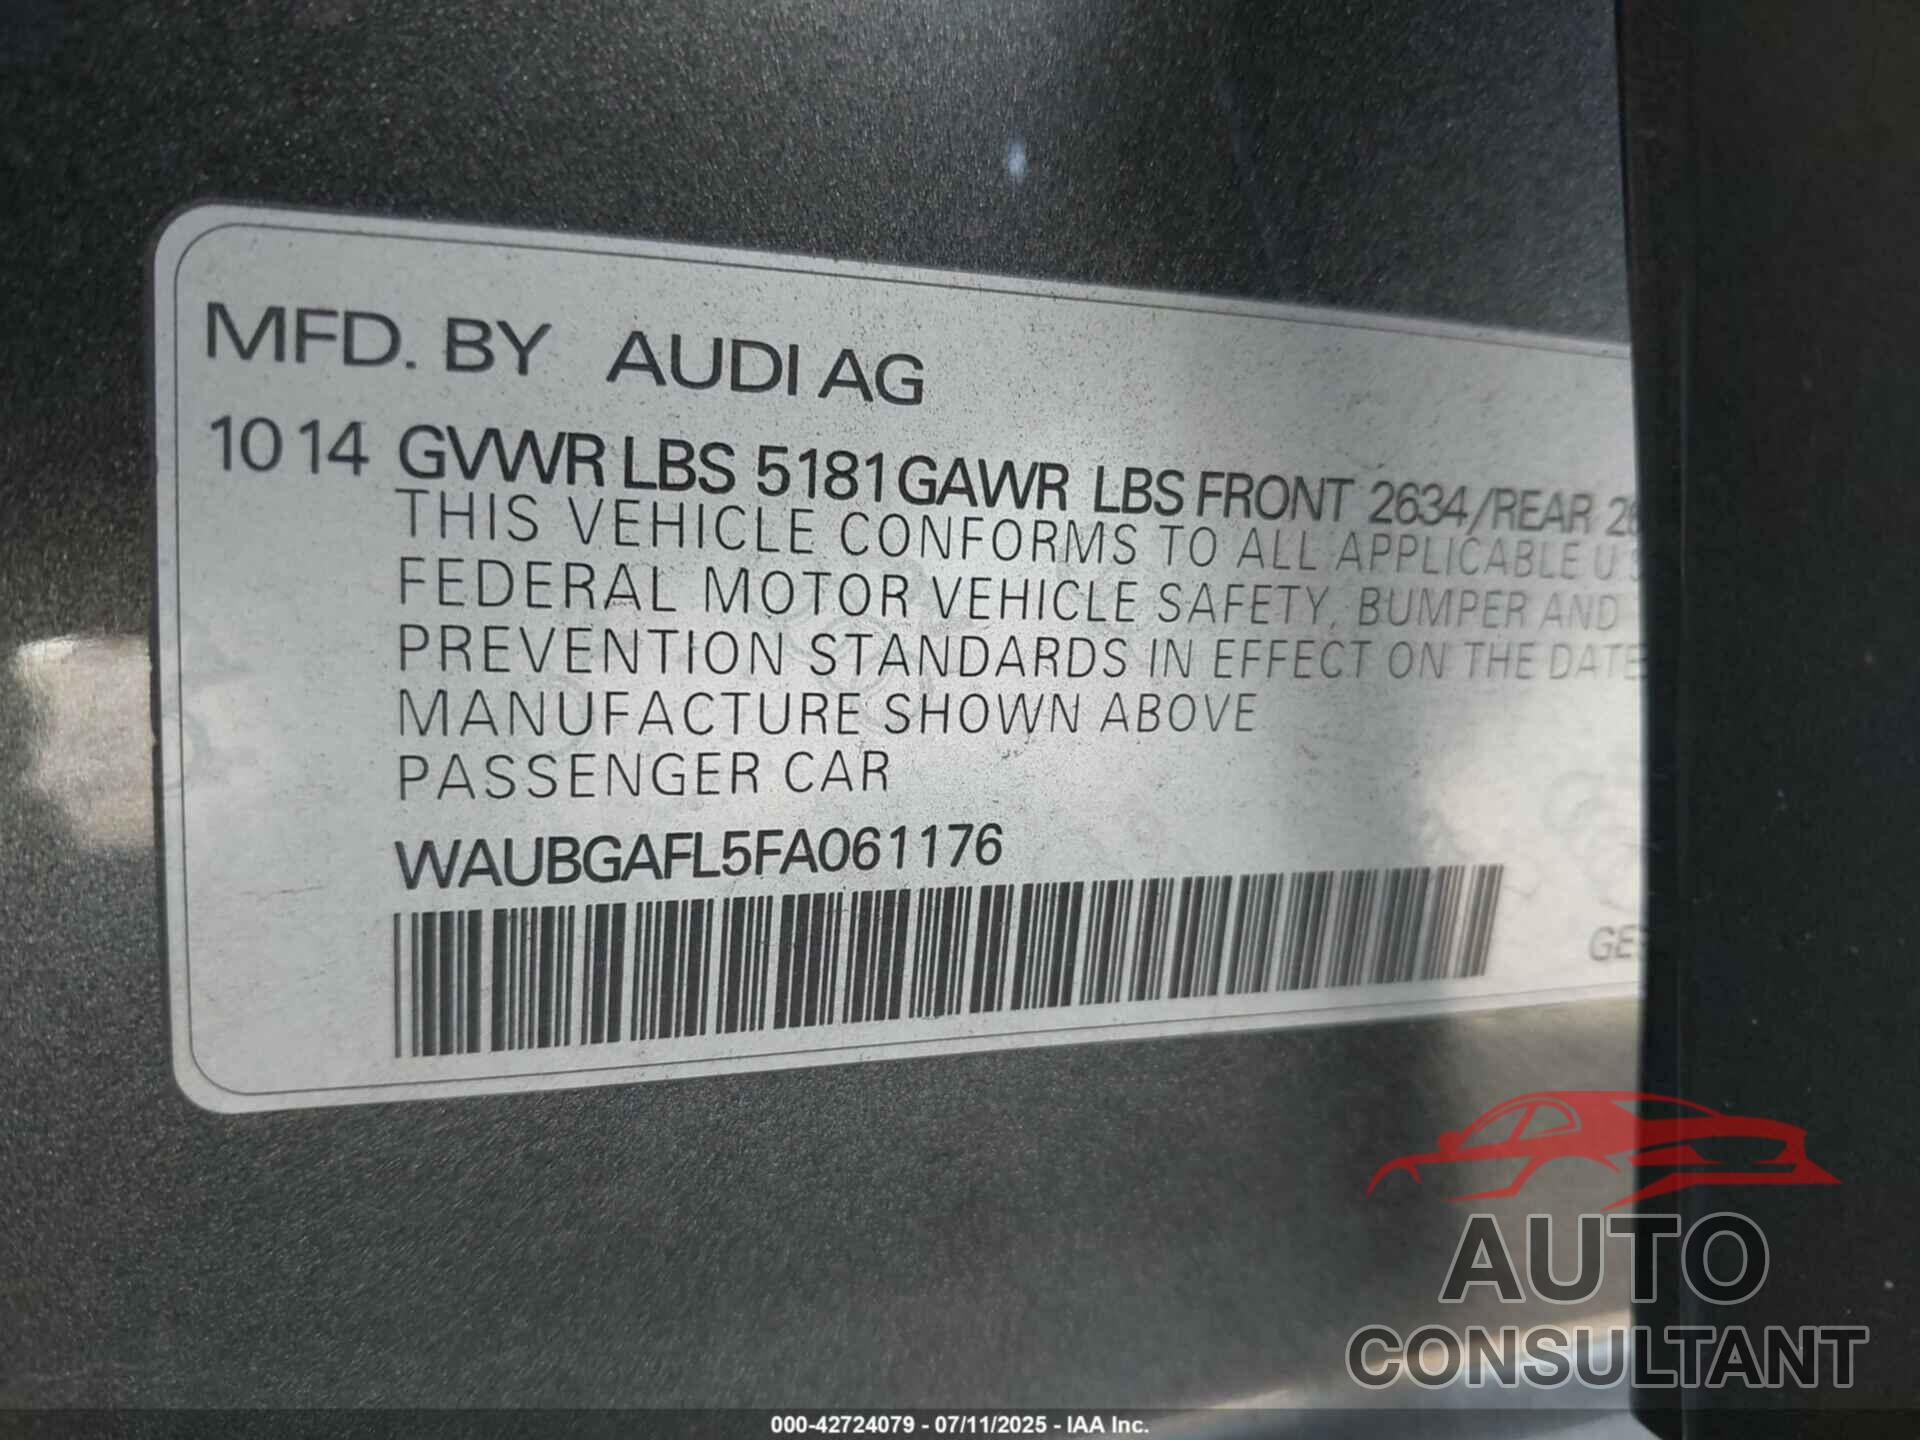 MFD. BY AUDI AG
10 14 GVWR LBS 5181 GAWR LBS FRONT 2634/REAR
THIS VEHICLE CONFORMS TO ALL APPLICABLE U
FEDERAL MOTOR VEHICLE SAFETY, BUMPER AND
PREVENTION STANDARDS IN EFFECT ON THE DATE
MANUFACTURE SHOWN ABOVE
PASSENGER CAR
WAUBGAFL5FA061176
AUTO
CONSULTANT
000-42724079 - 07/11/2025 - IAA Inc.